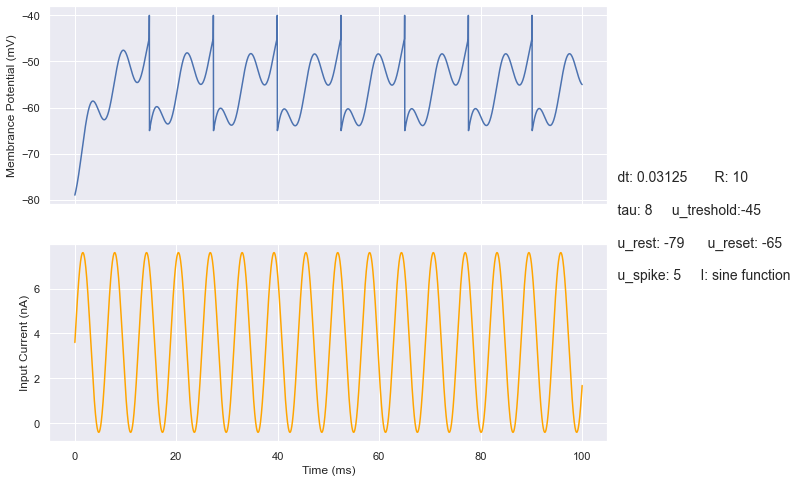 −40
−50
−60
−70
−80
Membrance Potential (mV)
dt: 0.03125 R: 10
tau: 8 u_treshold:-45
u_rest: -79 u_reset: -65
u_spike: 5 I: sine function
6
4
2
0
Input Current (nA)
0 20 40 60 80 100
Time (ms)